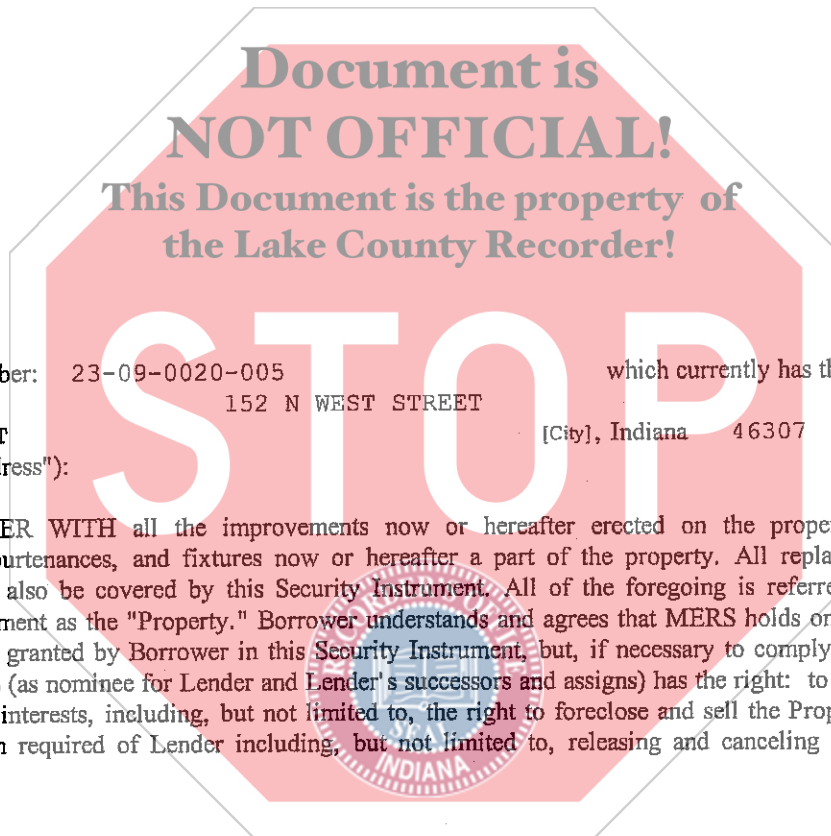 Document is
NOT OFFICIAL!
This Document is the property of
the Lake County Recorder!
STOP
ber: 23-09-0020-005 which currently has th
152 N WEST STREET
T [City], Indiana 46307
ress"):
ER WITH all the improvements now or hereafter erected on the prope
urtenances, and fixtures now or hereafter a part of the property. All repla
also be covered by this Security Instrument. All of the foregoing is referre
ment as the "Property." Borrower understands and agrees that MERS holds or
granted by Borrower in this Security Instrument, but, if necessary to comply
(as nominee for Lender and Lender's successors and assigns) has the right: to
interests, including, but not limited to, the right to foreclose and sell the Prop
n required of Lender including, but not limited to, releasing and canceling
SEAL
INDIANA